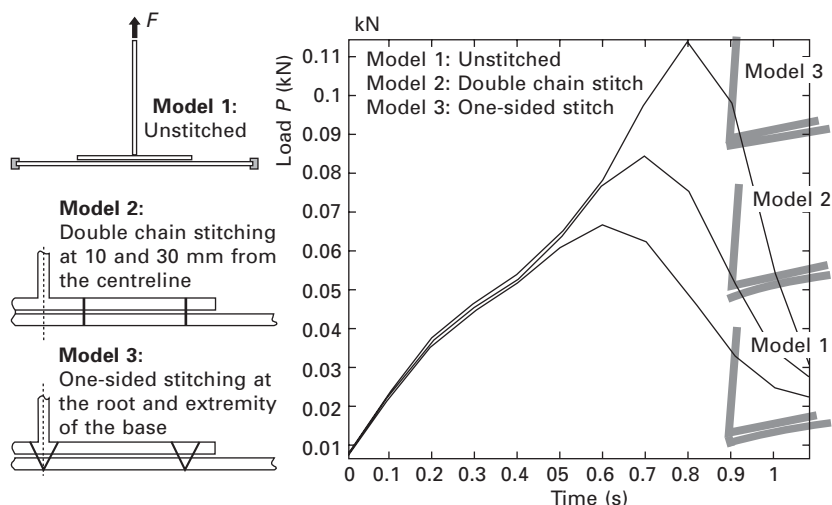 F
Model 1:
Unstitched
Model 2:
Double chain stitching
at 10 and 30 mm from
the centreline
Model 3:
One-sided stitching at
the root and extremity
of the base
kN
Model 1: Unstitched
Model 2: Double chain stitch
Model 3: One-sided stitch
Load P (kN)
0.11
0.1
0.09
0.08
0.07
0.06
0.05
0.04
0.03
0.02
0.01
Model 3
Model 2
Model 1
0 0.1 0.2 0.3 0.4 05 0.6 0.7 0.8 0.9 1
Time (s)